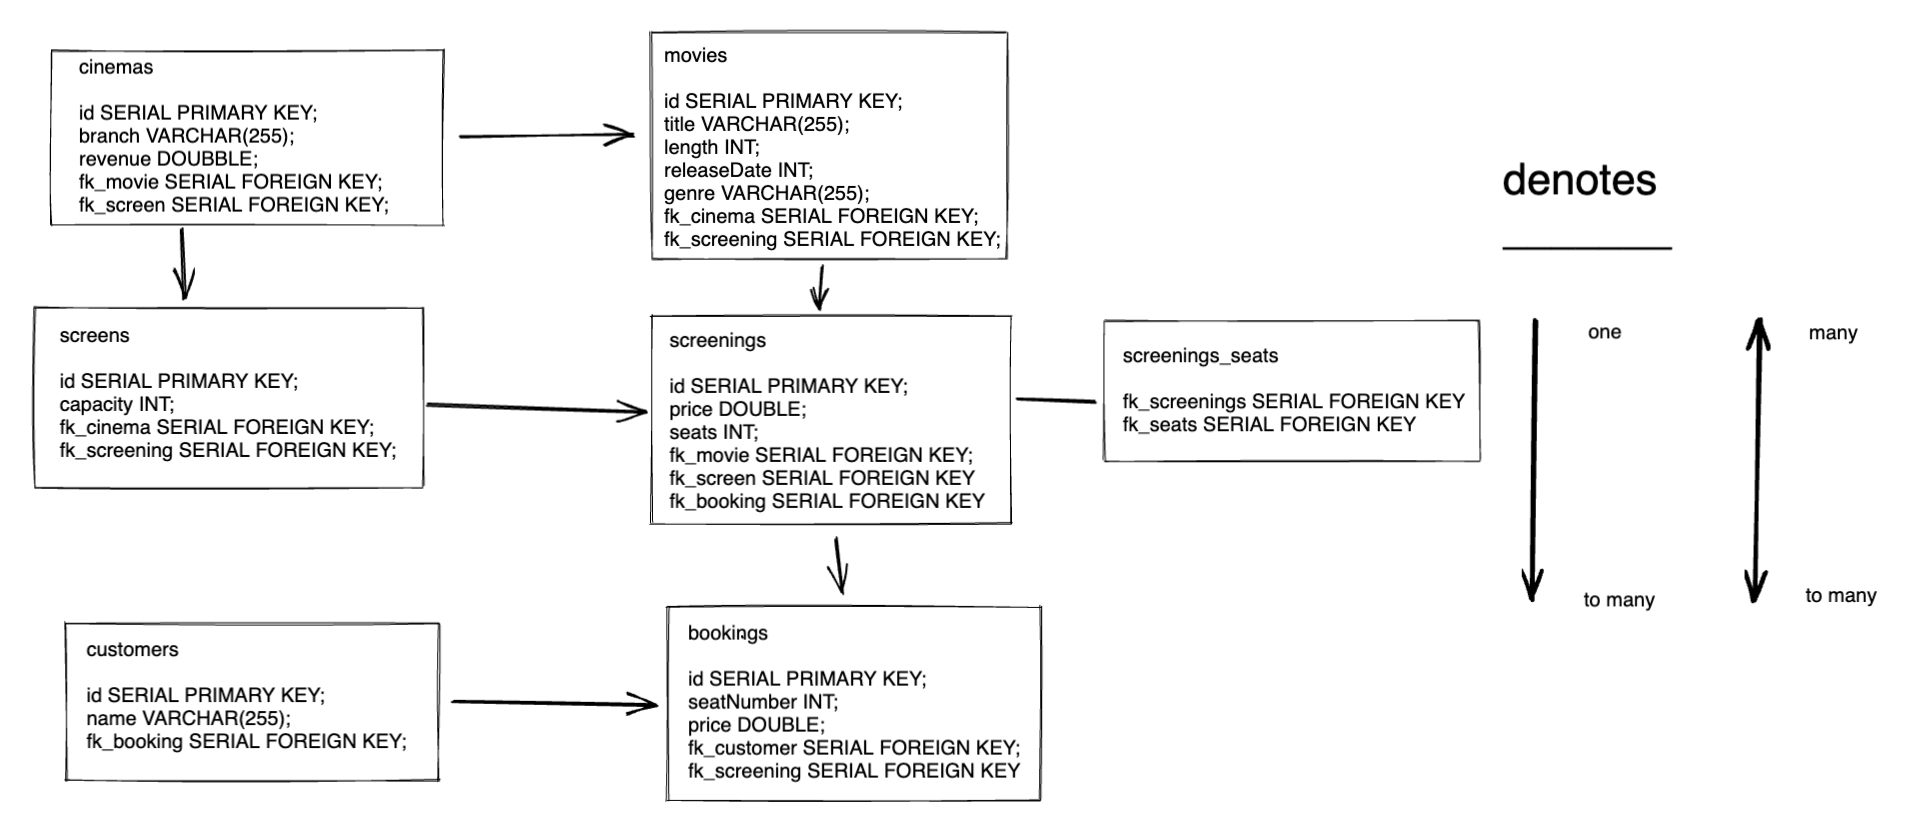 cinemas
id SERIAL PRIMARY KEY;
branch VARCHAR(255);
revenue DOUBBLE;
fk_movie SERIAL FOREIGN KEY;
fk_screen SERIAL FOREIGN KEY;
movies
id SERIAL PRIMARY KEY;
title VARCHAR(255);
length INT;
releaseDate INT;
genre VARCHAR(255);
fk_cinema SERIAL FOREIGN KEY;
fk_screening SERIAL FOREIGN KEY;
screens
id SERIAL PRIMARY KEY;
capacity INT;
fk_cinema SERIAL FOREIGN KEY;
fk_screening SERIAL FOREIGN KEY;
screenings
id SERIAL PRIMARY KEY;
price DOUBLE;
seats INT;
fk_movie SERIAL FOREIGN KEY;
fk_screen SERIAL FOREIGN KEY
fk_booking SERIAL FOREIGN KEY
screenings_seats
fk_screenings SERIAL FOREIGN KEY
fk_seats SERIAL FOREIGN KEY
customers
id SERIAL PRIMARY KEY;
name VARCHAR(255);
fk_booking SERIAL FOREIGN KEY;
bookings
id SERIAL PRIMARY KEY;
seatNumber INT;
price DOUBLE;
fk_customer SERIAL FOREIGN KEY;
fk_screening SERIAL FOREIGN KEY
denotes
one
to many
many
to many